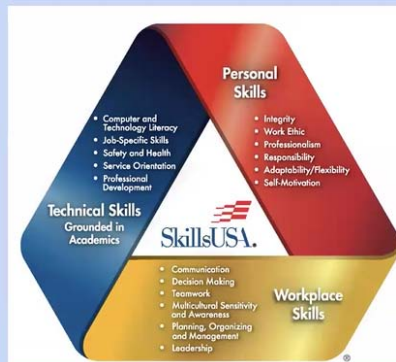 Personal
Skills
• Integrity
• Work Ethic
• Professionalism
• Responsibility
• Adaptability/Flexibility
• Self-Motivation
• Computer and
Technology Literacy
• Job-Specific Skills
• Safety and Health
• Service Orientation
• Professional
Development
Technical Skills
Grounded in
Academics
SkillsUSA®
• Communication
• Decision Making
• Teamwork
• Multicultural Sensitivity
and Awareness
• Planning, Organizing
and Management
• Leadership
Workplace
Skills
®